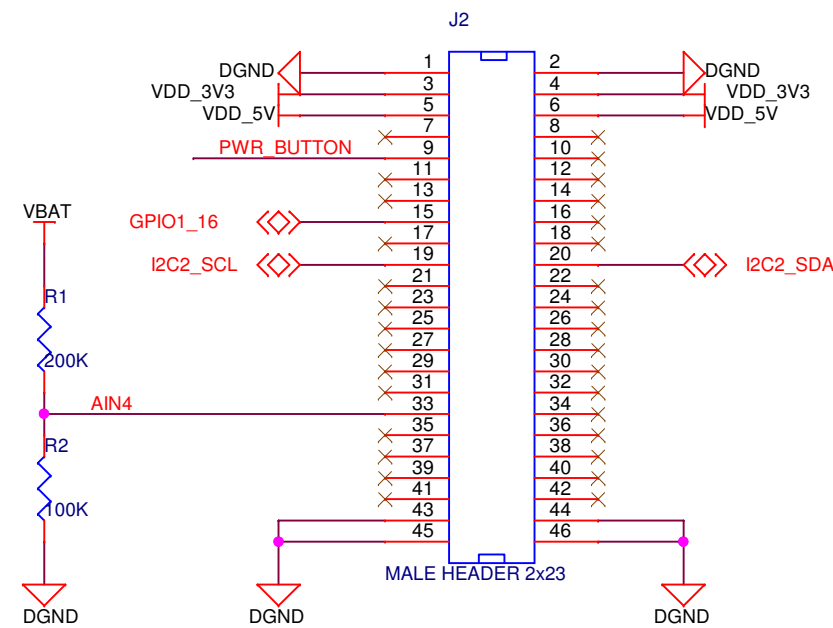 J2
DGND 1 2 DGND
VDD_3V3 3 4 VDD_3V3
VDD_5V 5 6 VDD_5V
7 8
PWR_BUTTON 9 10
11 12
13 14
VBAT
GPIO1_16 15 16
17 18
I2C2_SCL 19 20 I2C2_SDA
21 22
R1
23 24
25 26
27 28
200K
29 30
31 32
AIN4 33 34
35 36
R2
37 38
39 40
41 42
100K
43 44
45 46
MALE HEADER 2x23
DGND DGND DGND